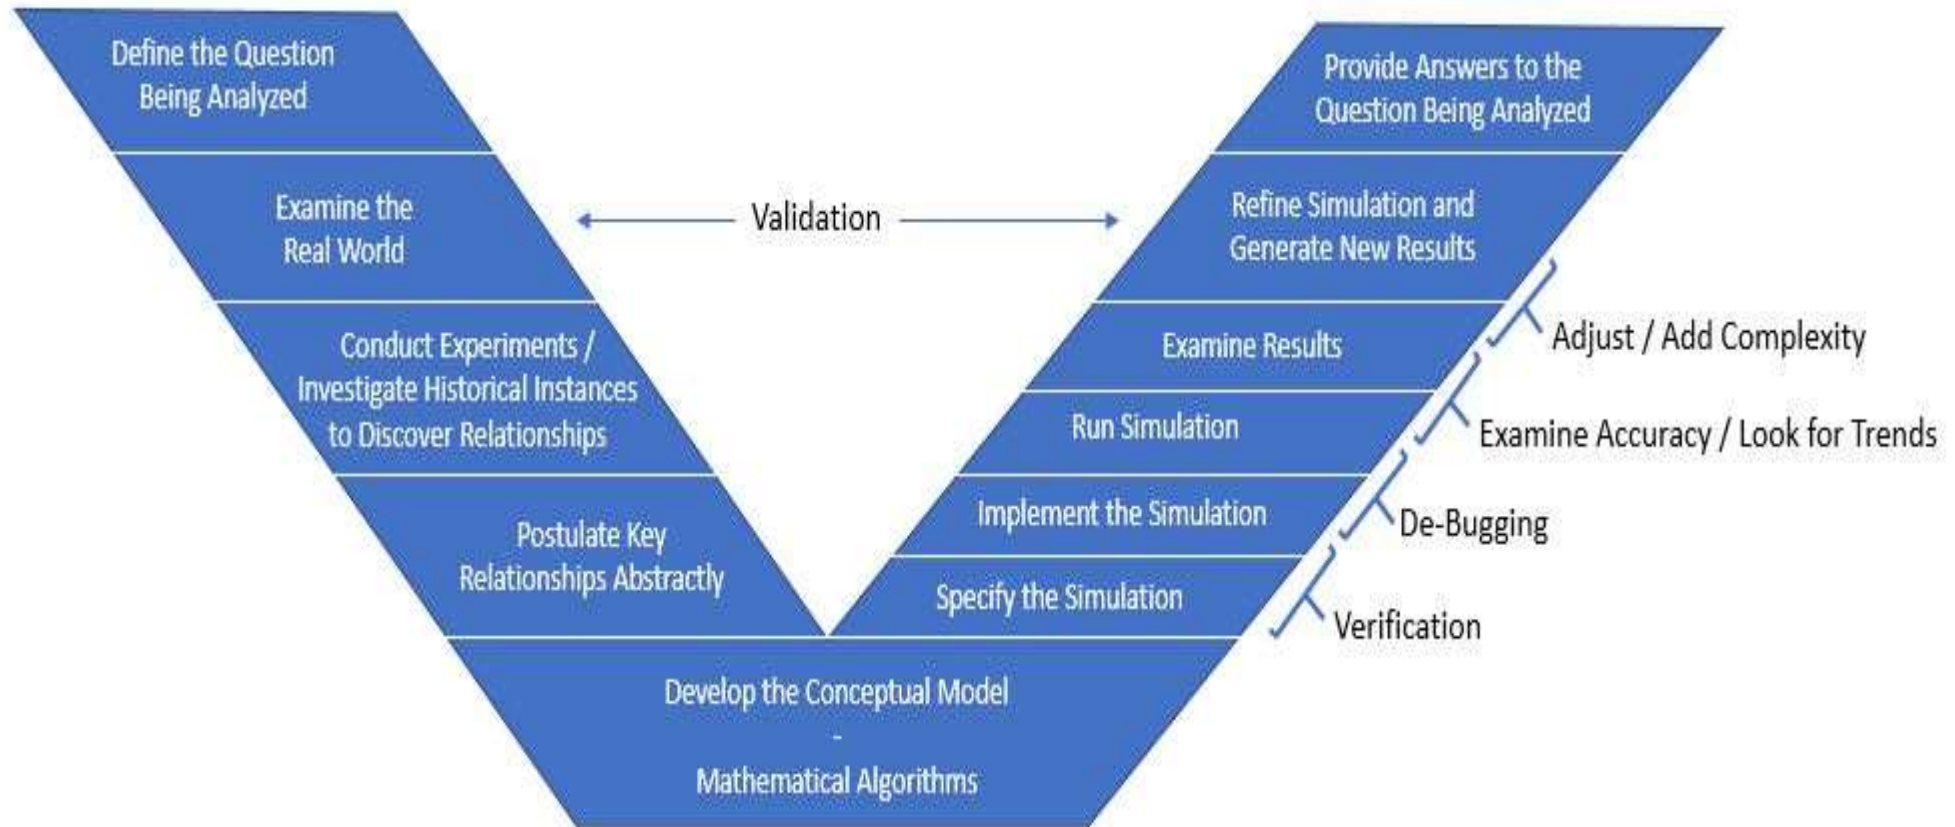 Define the Question
Being Analyzed
Examine the
Real World
Conduct Experiments /
Investigate Historical Instances
to Discover Relationships
Postulate Key
Relationships Abstractly
Develop the Conceptual Model
-
Mathematical Algorithms
Specify the Simulation
Implement the Simulation
Run Simulation
Examine Results
Refine Simulation and
Generate New Results
Provide Answers to the
Question Being Analyzed
Validation
Adjust / Add Complexity
Examine Accuracy / Look for Trends
De-Bugging
Verification